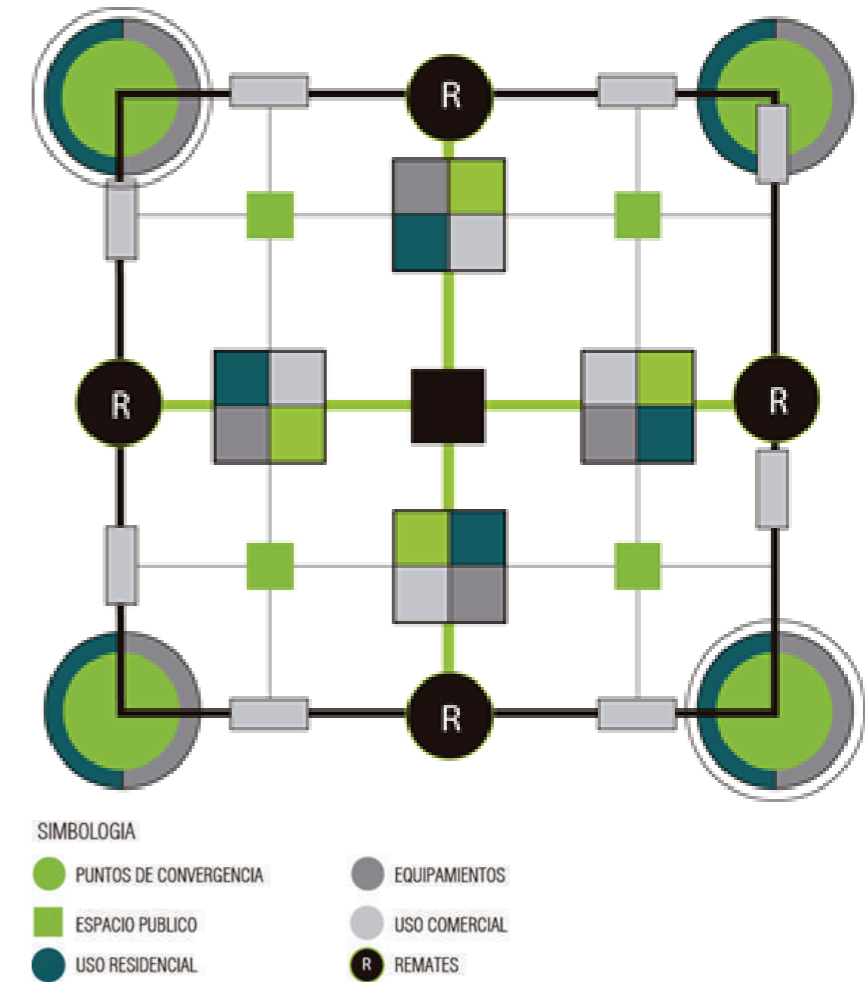 R
R
R
R
SIMBOLOGIA
PUNTOS DE CONVERGENCIA
EQUIPAMIENTOS
ESPACIO PUBLICO
USO COMERCIAL
USO RESIDENCIAL
R REMATES